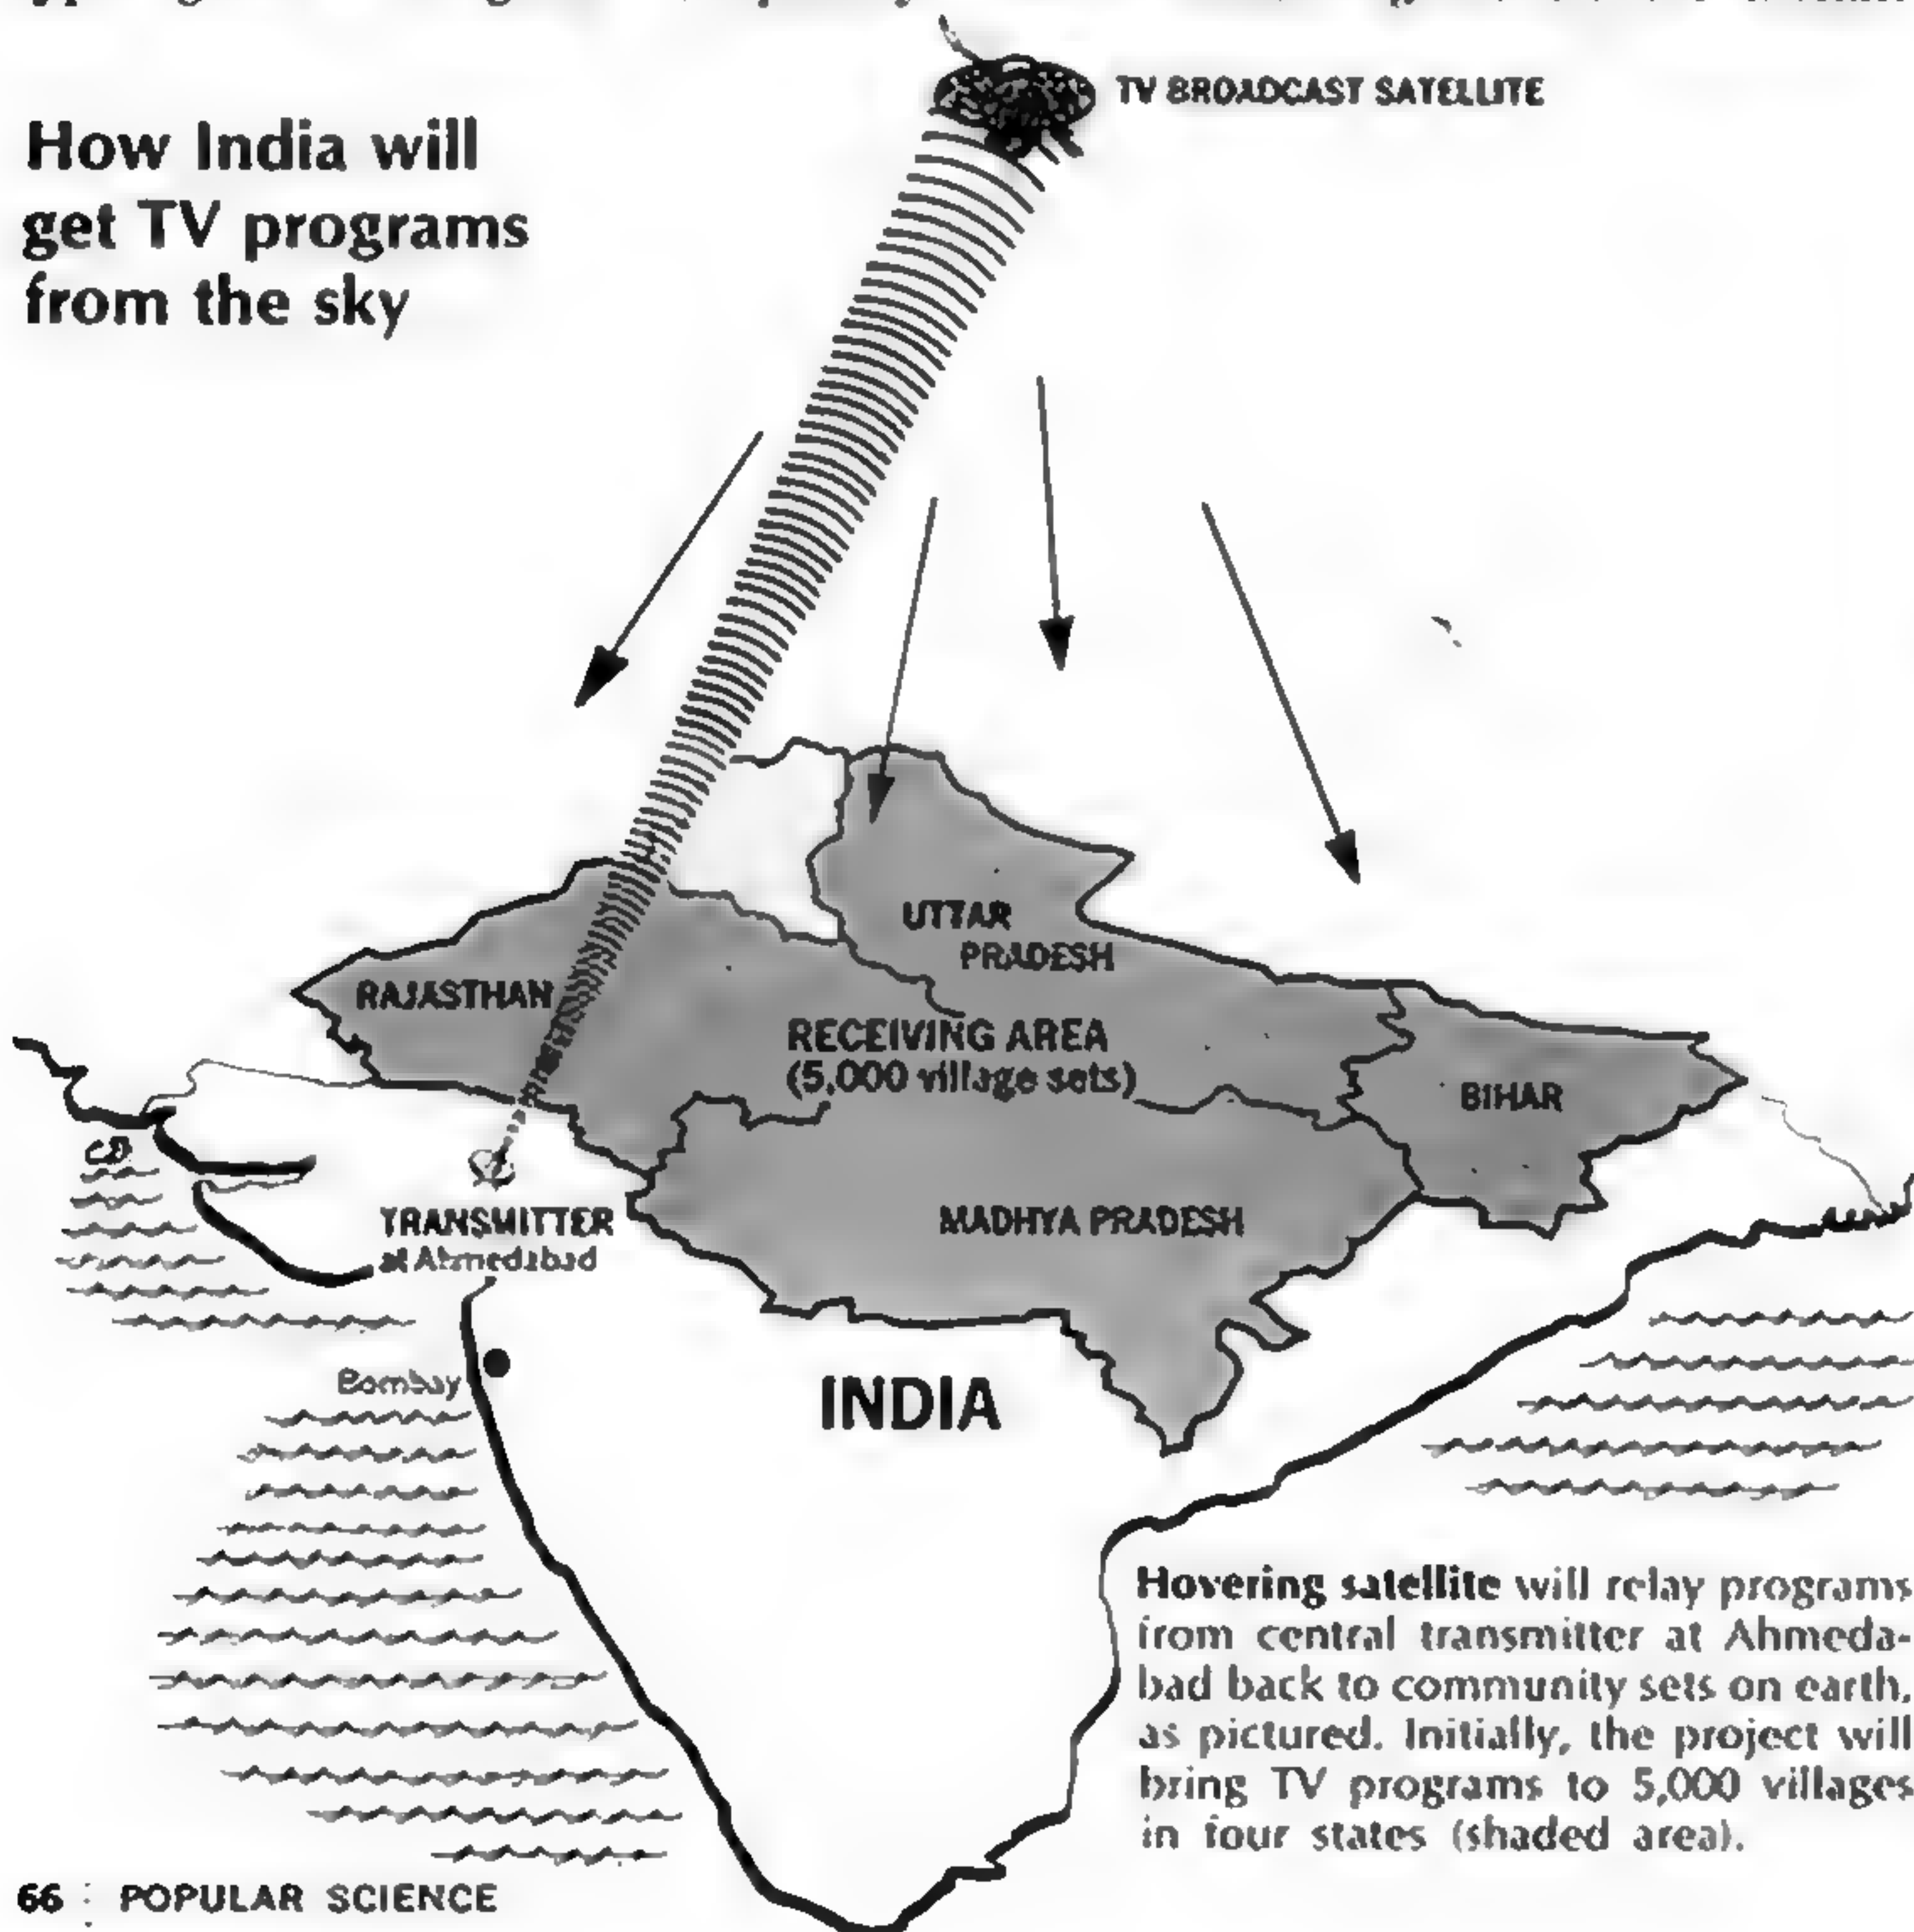 TV BROADCAST SATELLITE
How India will
get TV programs
from the sky
UTTAR
PRADESH
RAJASTHAN
RECEIVING AREA
(5,000 village sets)
BIHAR
TRANSMITTER
at Ahmedabad
MADHYA PRADESH
Bombay
INDIA
Hovering satellite will relay programs
from central transmitter at Ahmeda-
bad back to community sets on earth,
as pictured. Initially, the project will
bring TV programs to 5,000 villages
in four states (shaded area).
66 POPULAR SCIENCE